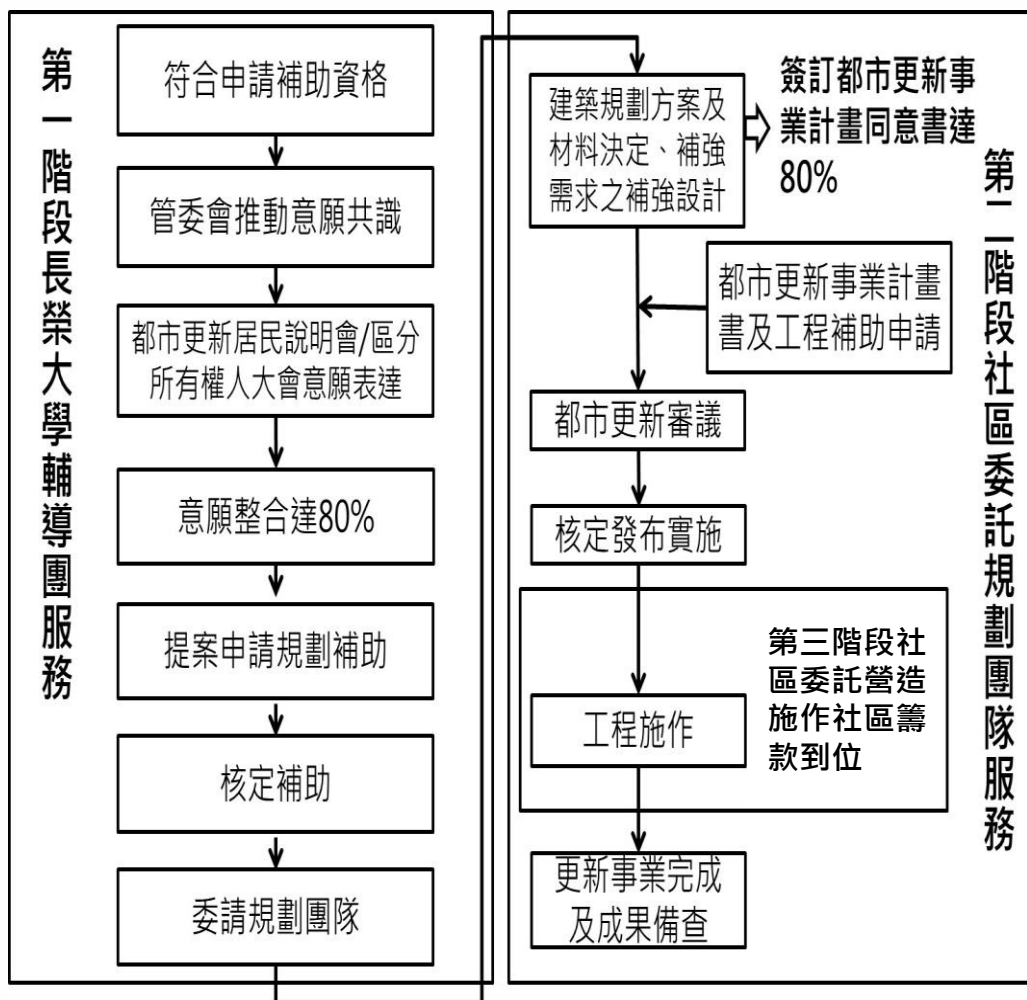 第一階段長榮大學輔導團服務
符合申請補助資格
管委會推動意願共識
都市更新居民說明會/區分
所有權人大會意願表達
意願整合達80%
提案申請規劃補助
核定補助
委請規劃團隊
第二階段社區委託規劃團隊服務
建築規劃方案及
材料決定、補強
需求之補強設計
簽訂都市更新事
業計畫同意書達
80%
都市更新事業計畫
書及工程補助申請
都市更新審議
核定發布實施
第三階段社
區委託營造
施作社區籌
款到位
工程施作
更新事業完成
及成果備查